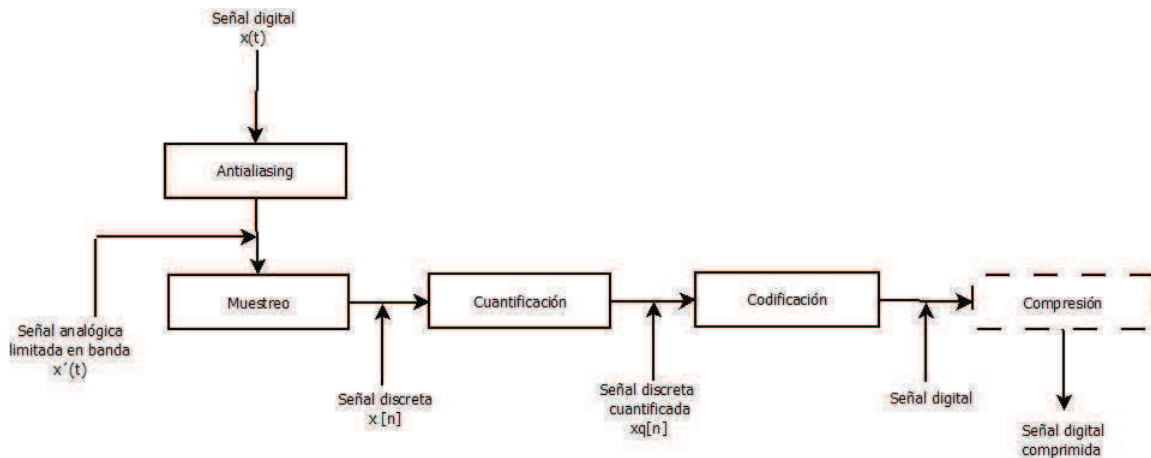 Señal digital
x(t)
Antialiasing
Muestreo
Cuantificación
Codificación
Compresión
Señal analógica
limitada en banda
x´(t)
Señal discreta
x [n]
Señal discreta
cuantificada
xq[n]
Señal digital
Señal digital
comprimida